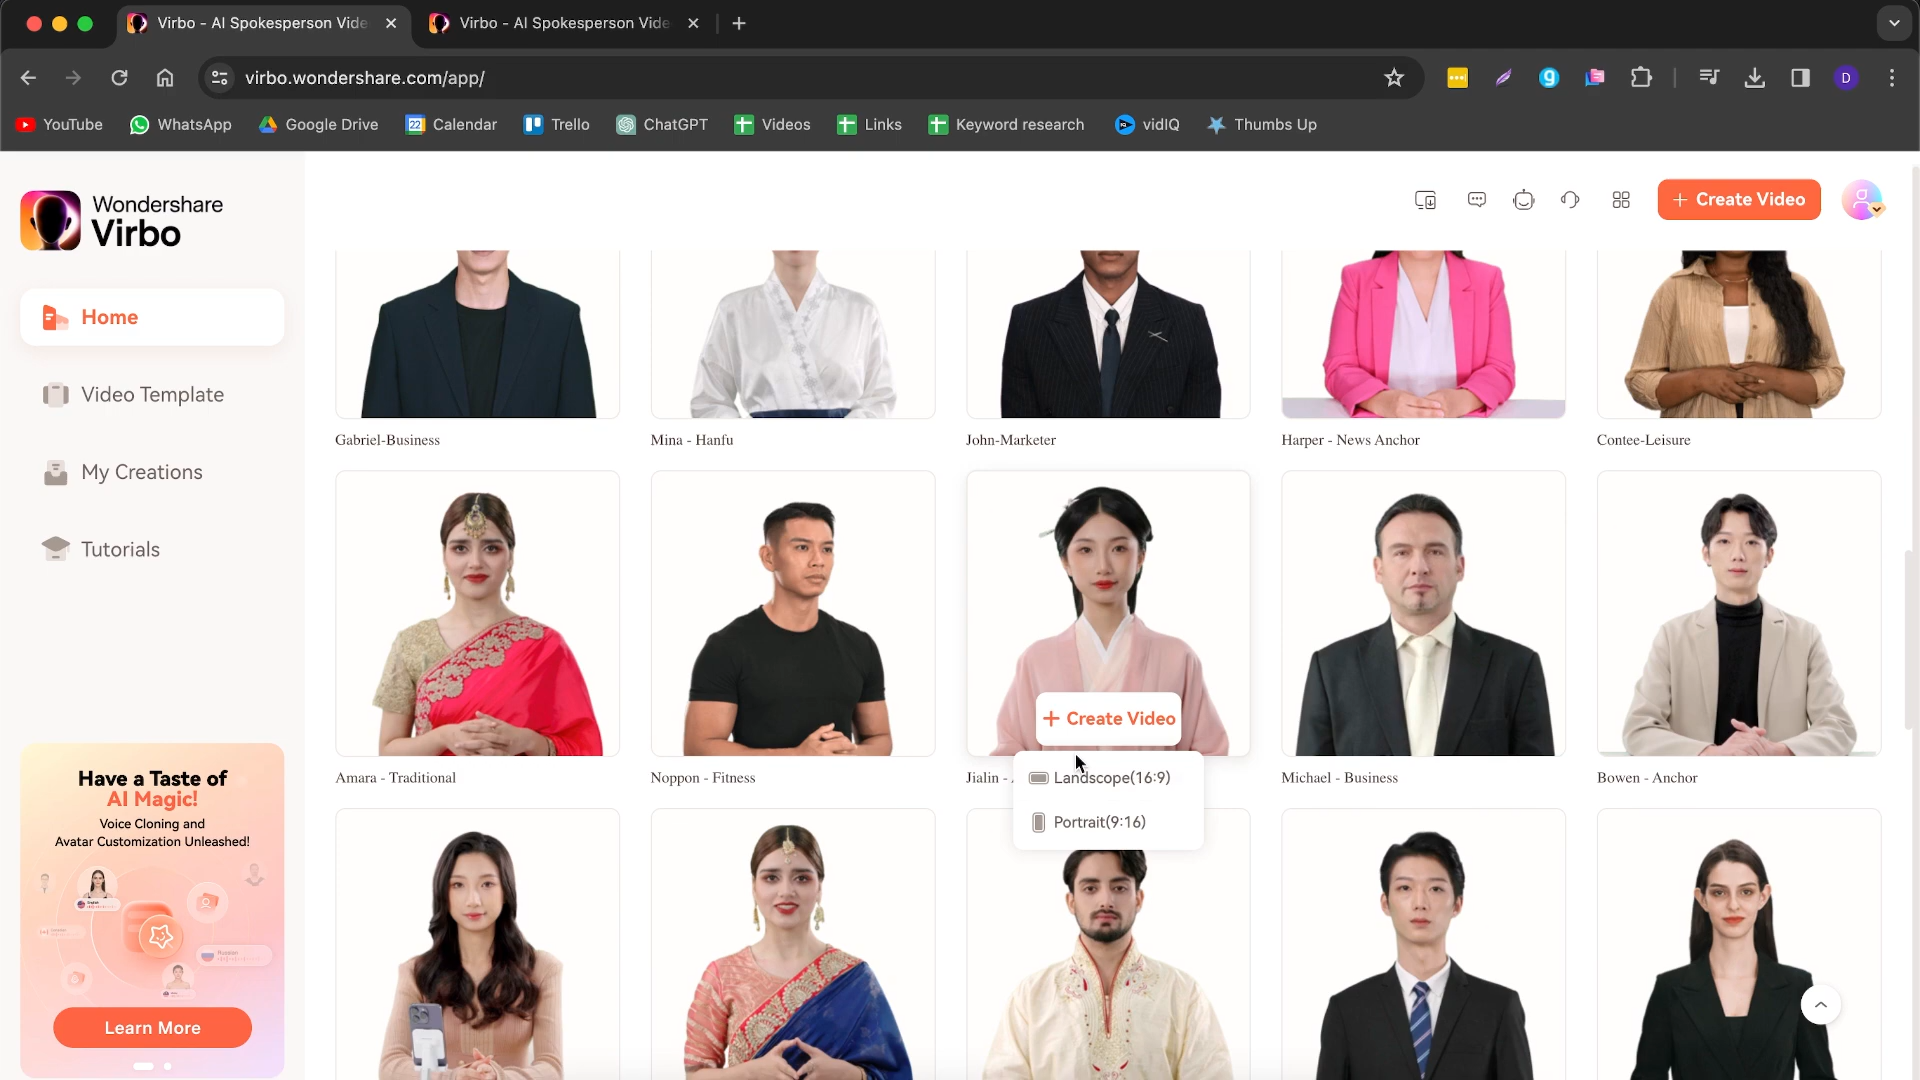 Virbo - AI Spokesperson Vide
Virbo - AI Spokesperson Vide
virbo.wondershare.com/app/
D
YouTube
WhatsApp
22
Calendar
Google Drive
Trello
ChatGPT
Videos
Links
Keyword research
vidIQ
Thumbs Up
Wondershare
Virbo
+ Create Video
Home
Video Template
My Creations
Tutorials
Gabriel-Business
Mina - Hanfu
John-Marketer
Harper - News Anchor
Contee-Leisure
+ Create Video
Amara - Traditional
Noppon - Fitness
Jialin -
Landscope(16:9)
Portrait(9:16)
Michael - Business
Bowen - Anchor
Have a Taste of
AI Magic!
Voice Cloning and
Avatar Customization Unleashed!
Learn More